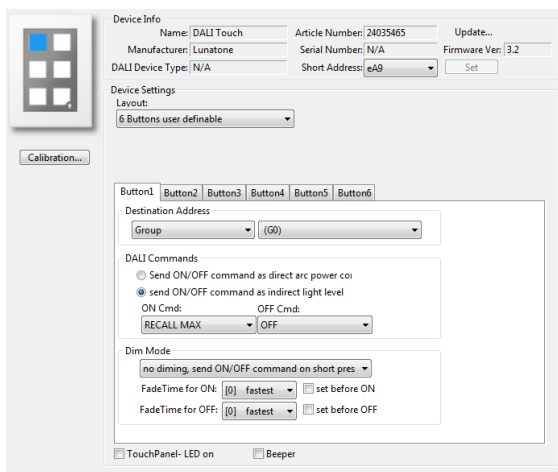 Device Info
Name: DALI Touch Article Number: 24035465 Update...
Manufacturer: Lunatone Serial Number: N/A Firmware Ver: 3.2
DALI Device Type: N/A Short Address: eA9 Set
Device Settings
Layout:
6 Buttons user definable
Calibration...
Button1 Button2 Button3 Button4 Button5 Button6
Destination Address
Group (G0)
DALI Commands
Send ON/OFF command as direct arc power co
send ON/OFF command as indirect light level
ON Cmd: OFF Cmd:
RECALL MAX OFF
Dim Mode
no diming, send ON/OFF command on short pres
FadeTime for ON: [0] fastest set before ON
FadeTime for OFF: [0] fastest set before OFF
TouchPanel- LED on Beeper